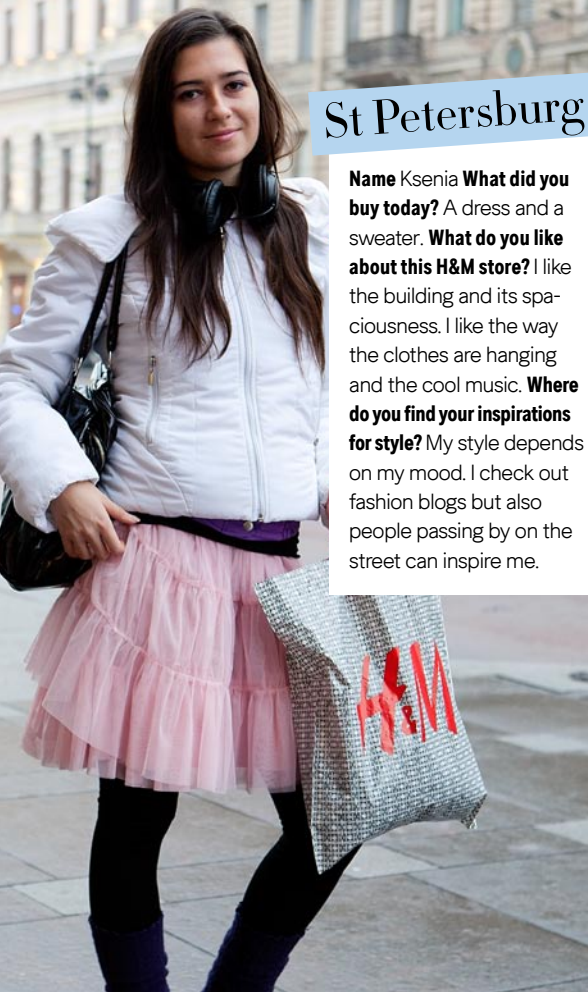 St Petersburg
Name Ksenia What did you
buy today? A dress and a
sweater. What do you like
about this H&M store? I like
the building and its spa-
ciousness. I like the way
the clothes are hanging
and the cool music. Where
do you find your inspirations
for style? My style depends
on my mood. I check out
fashion blogs but also
people passing by on the
street can inspire me.
H&M